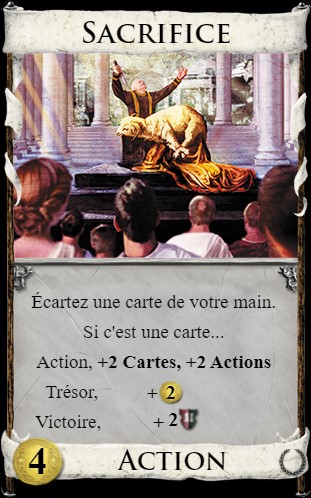 SACRIFICE
Écartez une carte de votre main.
Si c'est une carte...
Action, +2 Cartes, +2 Actions
Trésor, + 2
Victoire, + 2
4 ACTION